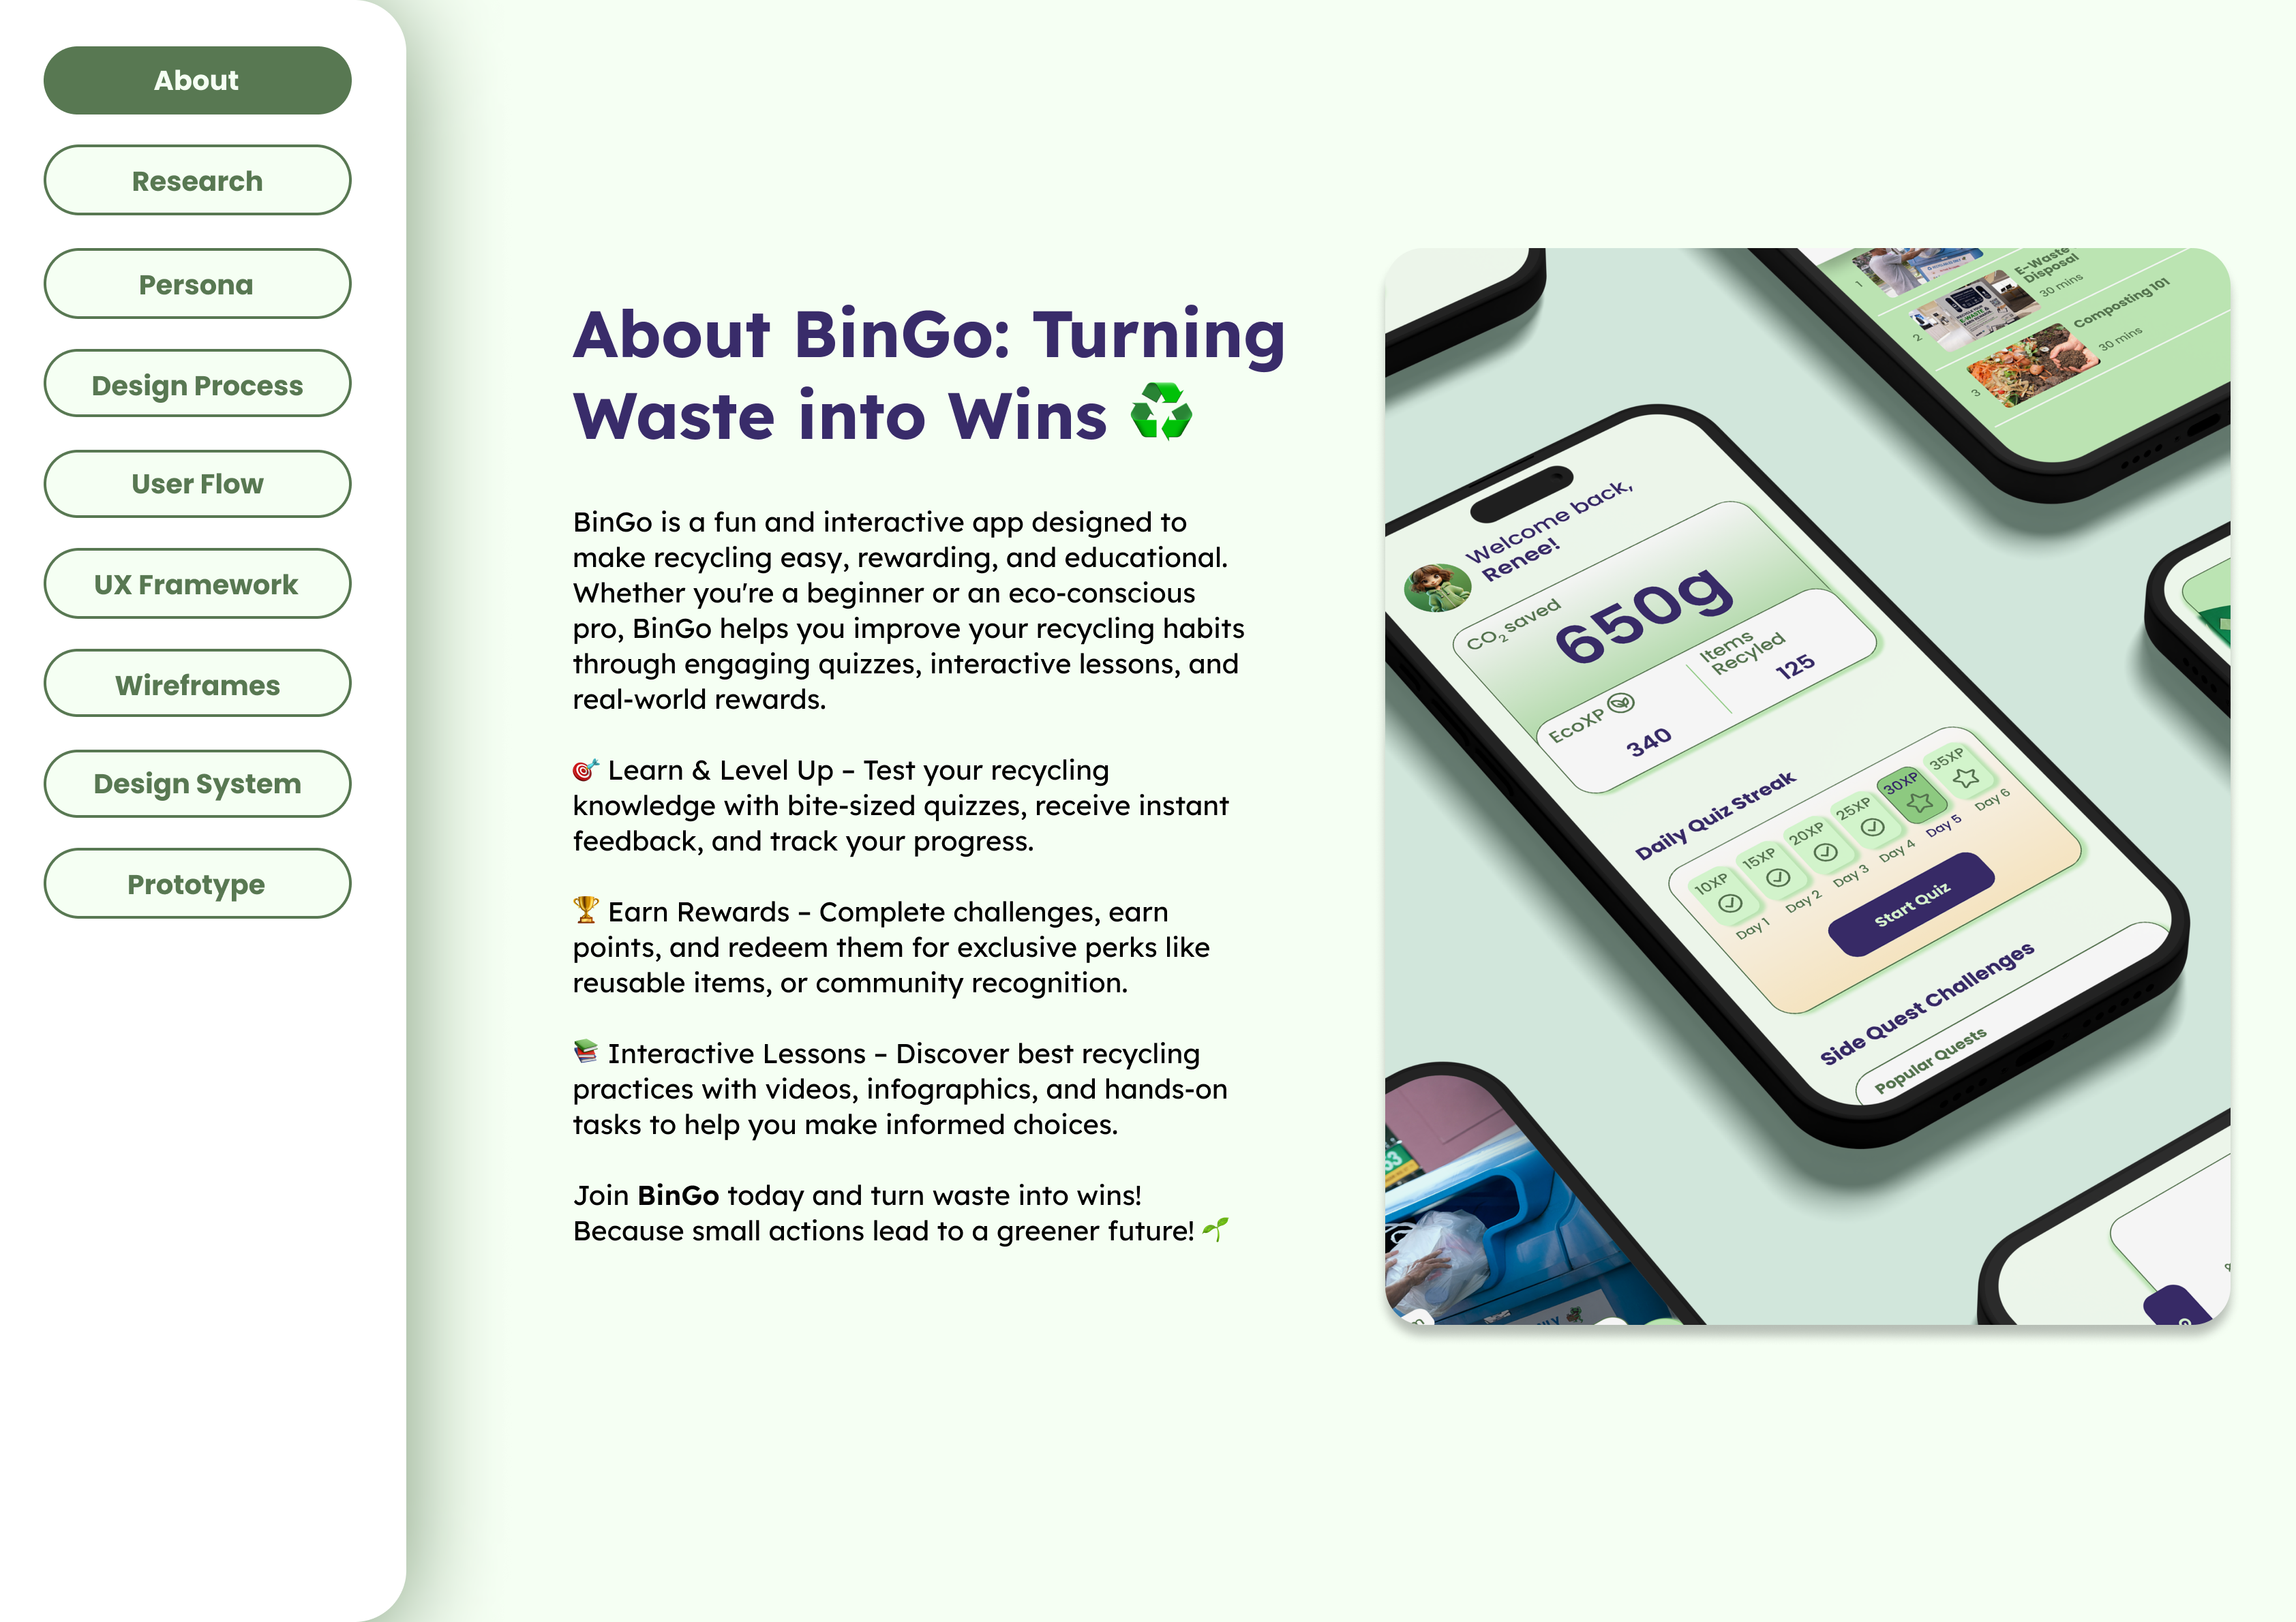 About
Research
Persona
Design Process
User Flow
UX Framework
Wireframes
Design System
Prototype
About BinGo: Turning
Waste into Wins ♻️
BinGo is a fun and interactive app designed to
make recycling easy, rewarding, and educational.
Whether you're a beginner or an eco-conscious
pro, BinGo helps you improve your recycling habits
through engaging quizzes, interactive lessons, and
real-world rewards.
🎯 Learn & Level Up – Test your recycling
knowledge with bite-sized quizzes, receive instant
feedback, and track your progress.
🏆 Earn Rewards – Complete challenges, earn
points, and redeem them for exclusive perks like
reusable items, or community recognition.
📚 Interactive Lessons – Discover best recycling
practices with videos, infographics, and hands-on
tasks to help you make informed choices.
Join BinGo today and turn waste into wins!
Because small actions lead to a greener future! 🌱
1
2
E-Waste
Disposal
30 mins
3
Composting 101
30 mins
Welcome back,
Renee!
CO₂ saved
650g
EcoXP
340
Items
Recyled
125
Daily Quiz Streak
10XP
15XP
20XP
25XP
30XP
35XP
Day 1
Day 2
Day 3
Day 4
Day 5
Day 6
Start Quiz
Side Quest Challenges
Popular Quests